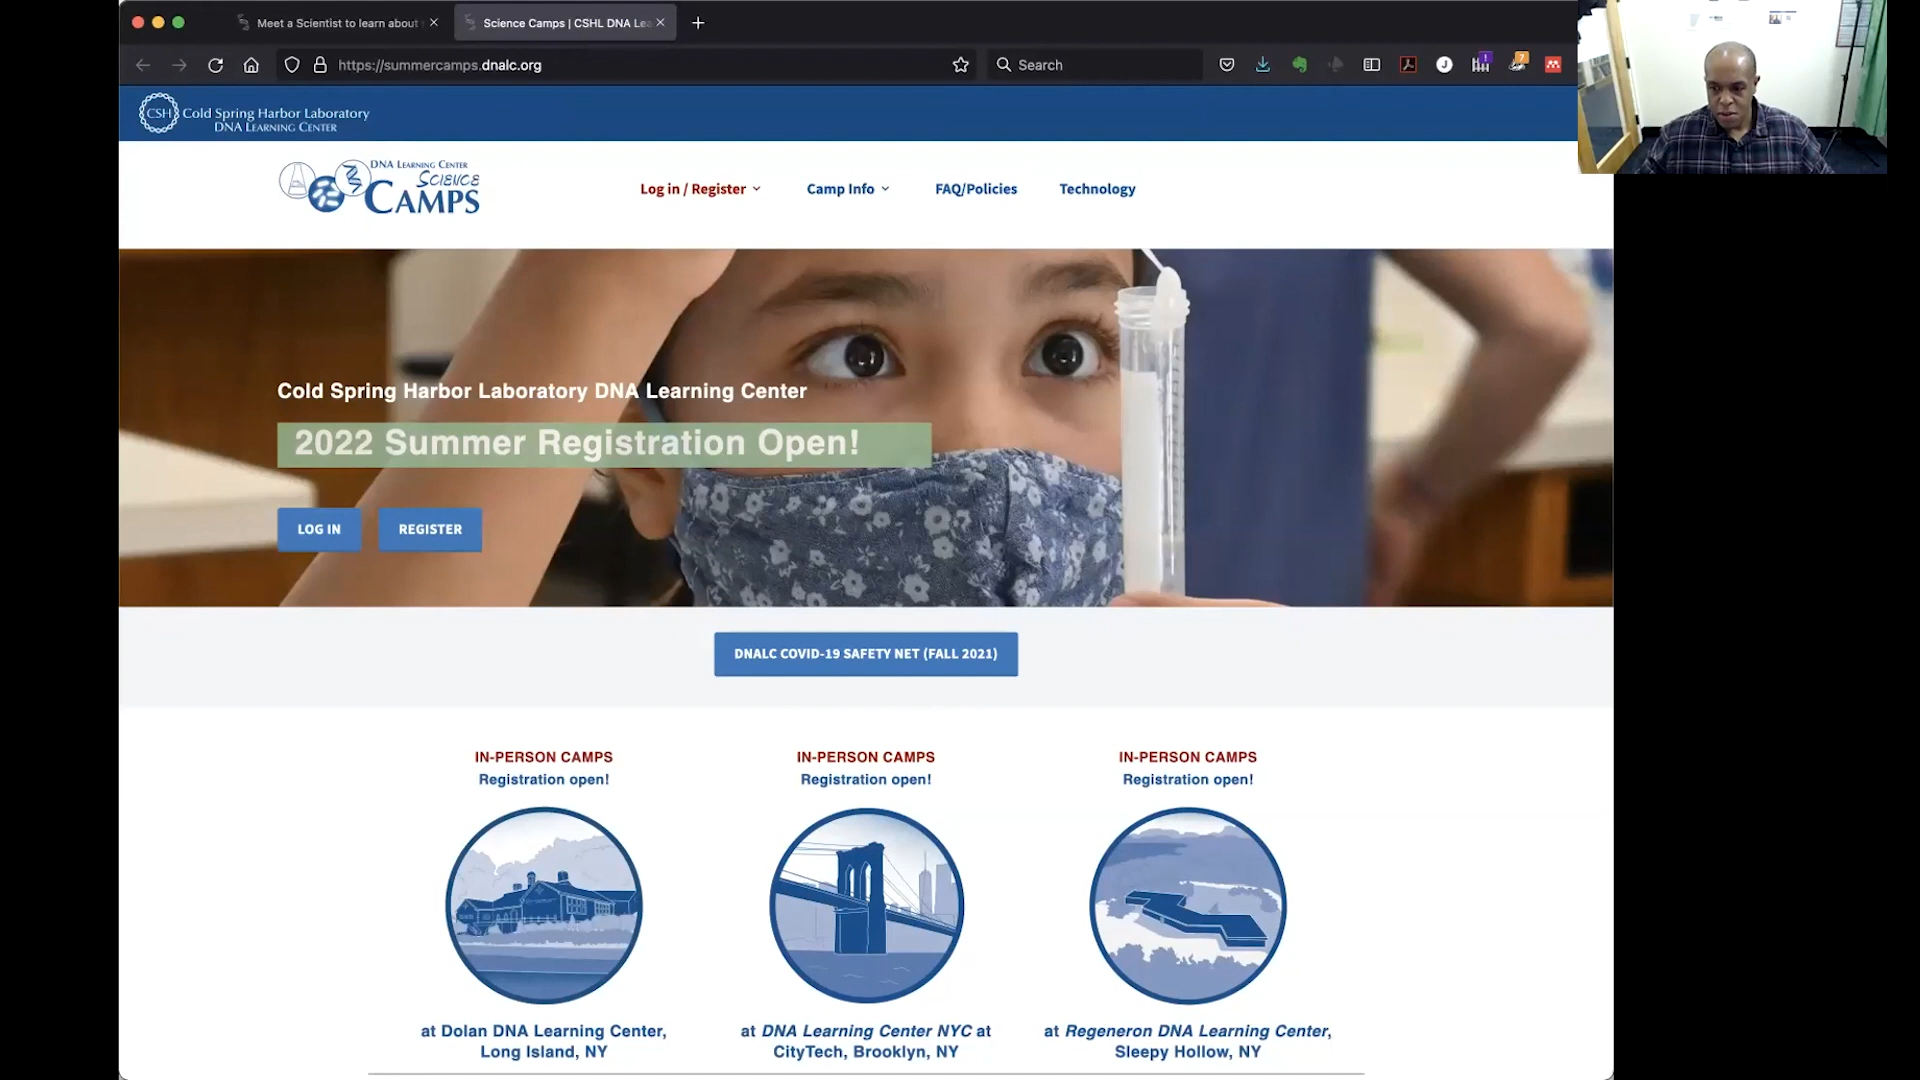 Meet a Scientist to learn about
Science Camps | CSHL DNA Le
https://summercamps.dnalc.org
Search
CSH Cold Spring Harbor Laboratory
DNA LEARNING CENTER
DNA LEARNING CENTER
SCIENCE
CAMPS
Log in / Register
Camp Info
FAQ/Policies
Technology
Cold Spring Harbor Laboratory DNA Learning Center
2022 Summer Registration Open!
LOG IN
REGISTER
DNALC COVID-19 SAFETY NET (FALL 2021)
IN-PERSON CAMPS
Registration open!
at Dolan DNA Learning Center,
Long Island, NY
IN-PERSON CAMPS
Registration open!
at DNA Learning Center NYC at
CityTech, Brooklyn, NY
IN-PERSON CAMPS
Registration open!
at Regeneron DNA Learning Center,
Sleepy Hollow, NY